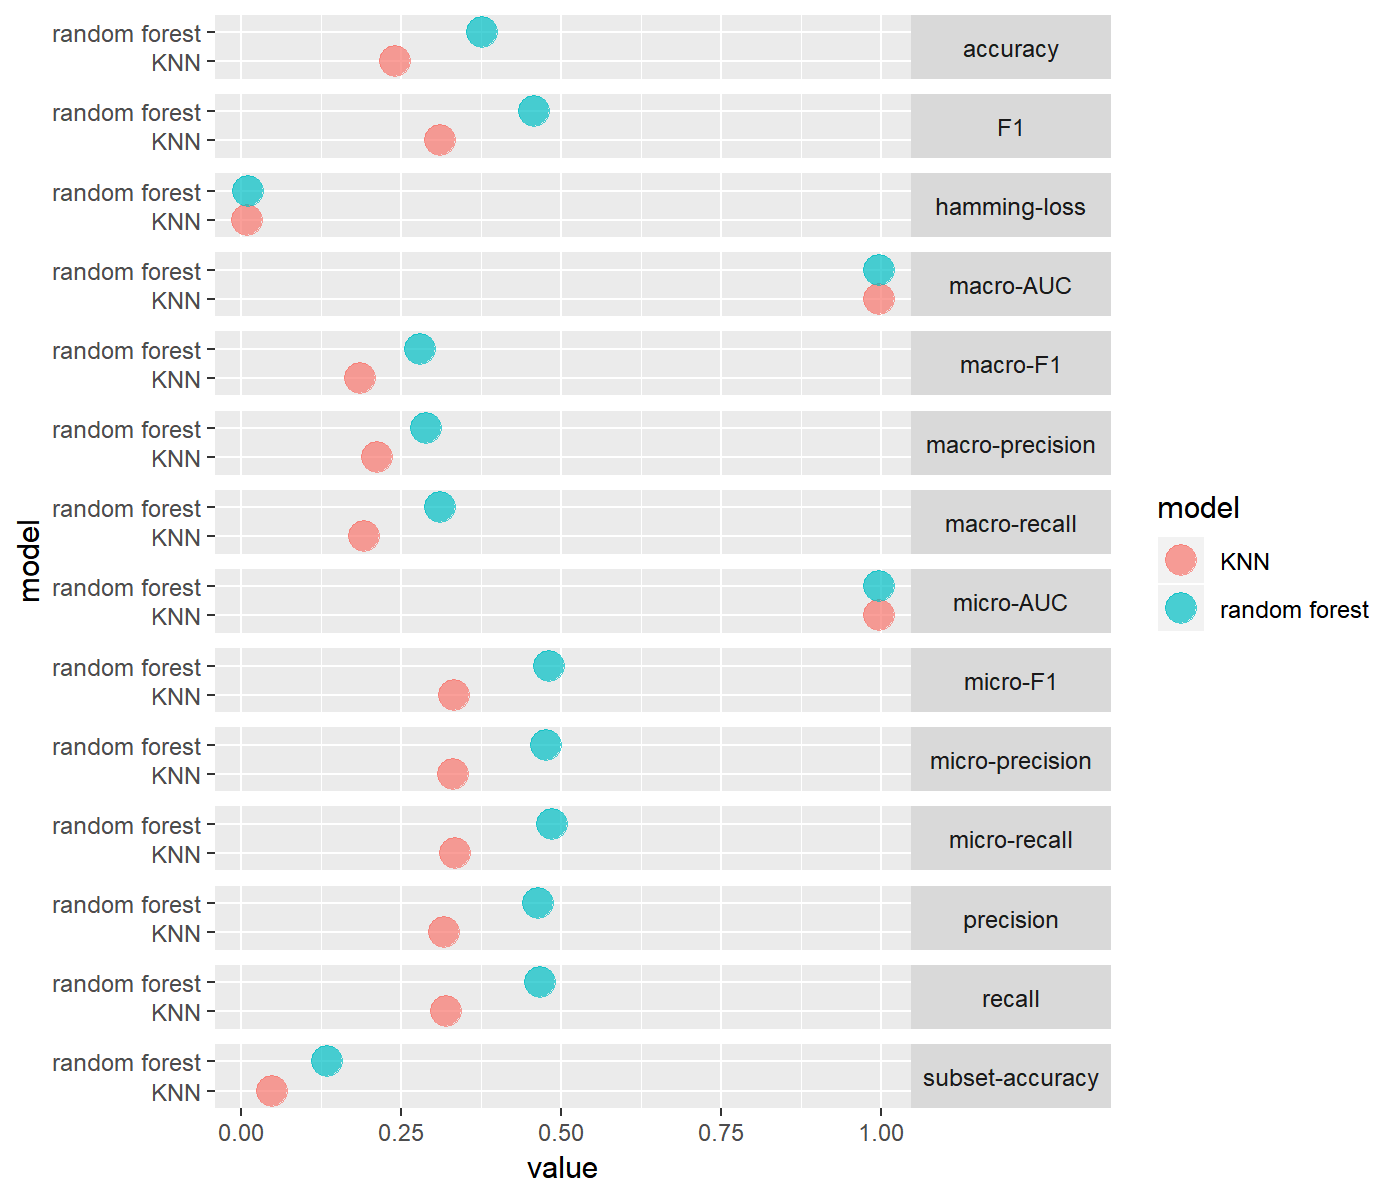 random forest
KNN
accuracy
random forest
KNN
F1
random forest
KNN
hamming-loss
random forest
KNN
macro-AUC
random forest
KNN
macro-F1
random forest
KNN
macro-precision
random forest
KNN
macro-recall
random forest
KNN
micro-AUC
random forest
KNN
micro-F1
random forest
KNN
micro-precision
random forest
KNN
micro-recall
random forest
KNN
precision
random forest
KNN
recall
random forest
KNN
subset-accuracy
0.00 0.25 0.50 0.75 1.00
value
model
model
KNN
random forest